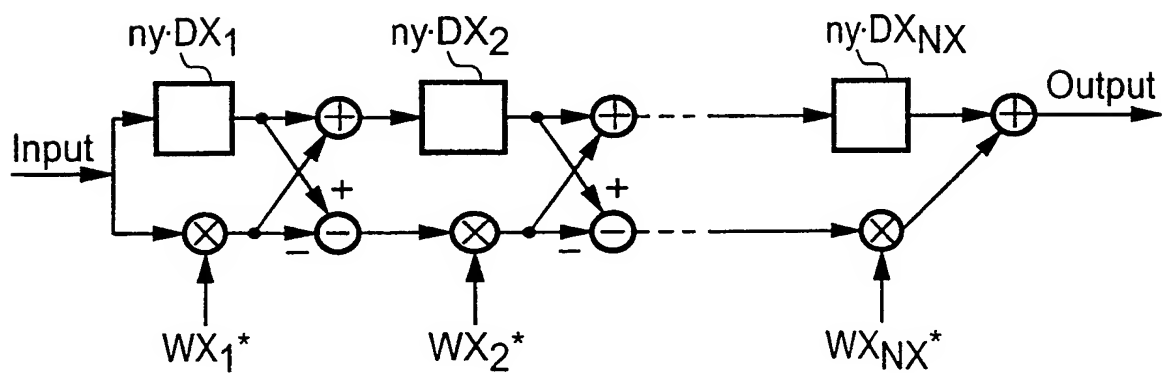 ny·DX1
ny·DX2
ny·DXNX
Input
Output
+
+
+
+
+
−
−
−
−
WX1*
WX2*
WXNX*